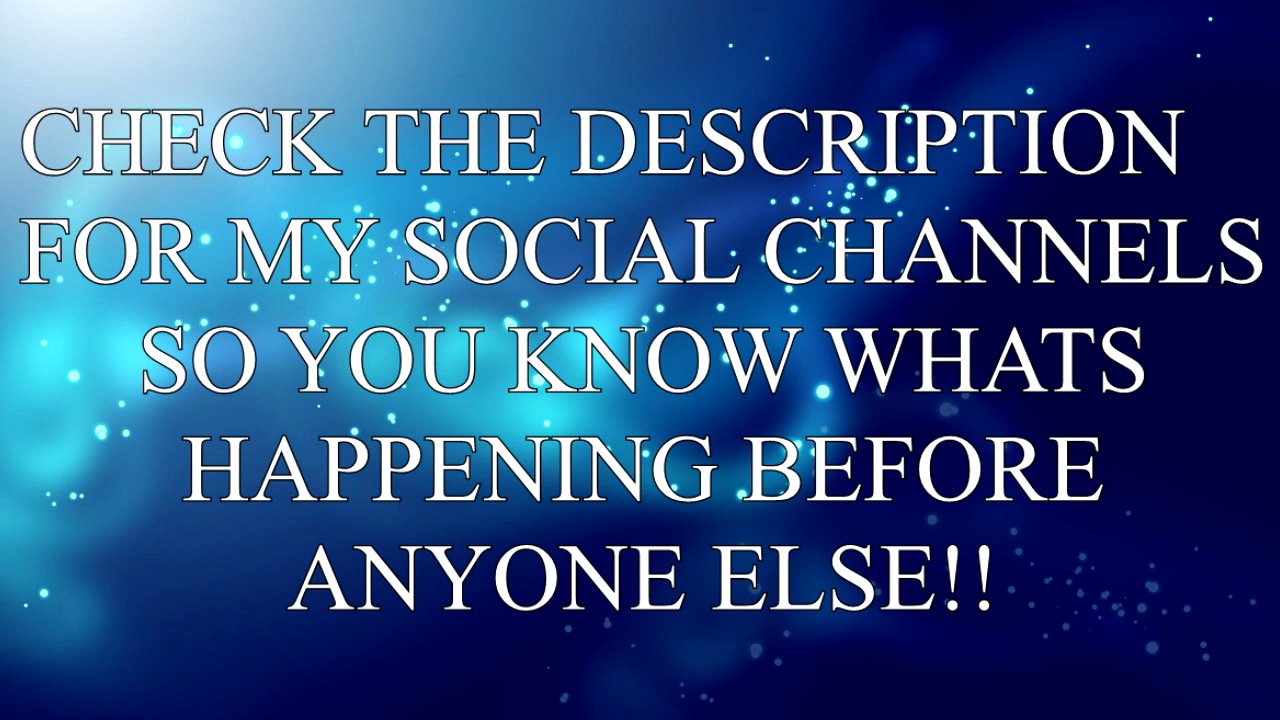 CHECK THE DESCRIPTION
FOR MY SOCIAL CHANNELS
SO YOU KNOW WHATS
HAPPENING BEFORE
ANYONE ELSE!!